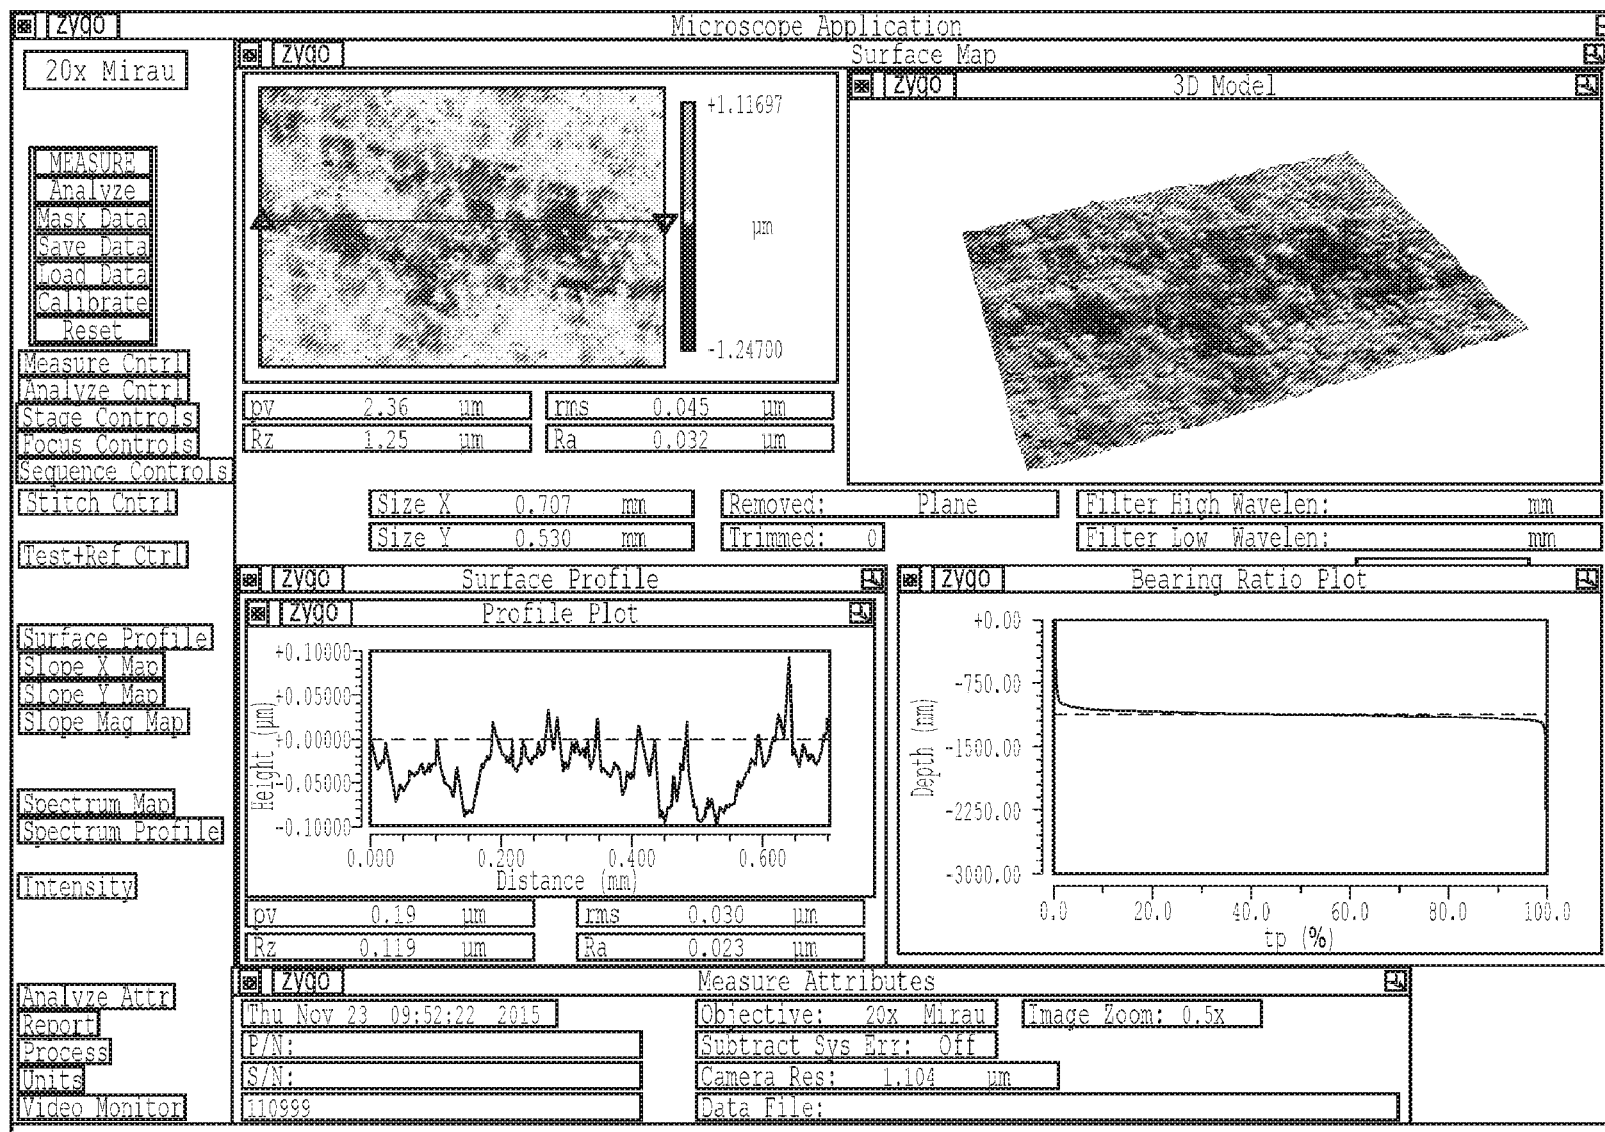 zygo Microscope Application
20x Mirau
MEASURE
Analyze
Mask Data
Save Data
Load Data
Calibrate
Reset
Measure Cntrl
Analyze Cntrl
Stage Controls
Focus Controls
Sequence Controls
Stitch Cntrl
Test+Ref Ctrl
Surface Profile
Slope X Map
Slope Y Map
Slope Mag Map
Spectrum Map
Spectrum Profile
Intensity
Analyze Attr
Report
Process
Units
Video Monitor
zygo Surface Map
+1.11697
µm
-1.24700
pv 2.36 µm rms 0.045 µm
Rz 1.25 µm Ra 0.032 µm
zygo 3D Model
Size X 0.707 mm Removed: Plane Filter High Wavelen: mm
Size Y 0.530 mm Trimmed: 0 Filter Low Wavelen: mm
zygo Surface Profile
zygo Profile Plot
Height (µm)
+0.10000
+0.05000
+0.00000
-0.05000
-0.10000
0.000 0.200 0.400 0.600
Distance (mm)
pv 0.19 µm rms 0.030 µm
Rz 0.119 µm Ra 0.023 µm
zygo Bearing Ratio Plot
Depth (nm)
+0.00
-750.00
-1500.00
-2250.00
-3000.00
0.0 20.0 40.0 60.0 80.0 100.0
tp (%)
zygo Measure Attributes
Thu Nov 23 09:52:22 2015 Objective: 20x Mirau Image Zoom: 0.5x
P/N: Subtract Sys Err: Off
S/N: Camera Res: 1.104 µm
110999 Data File: